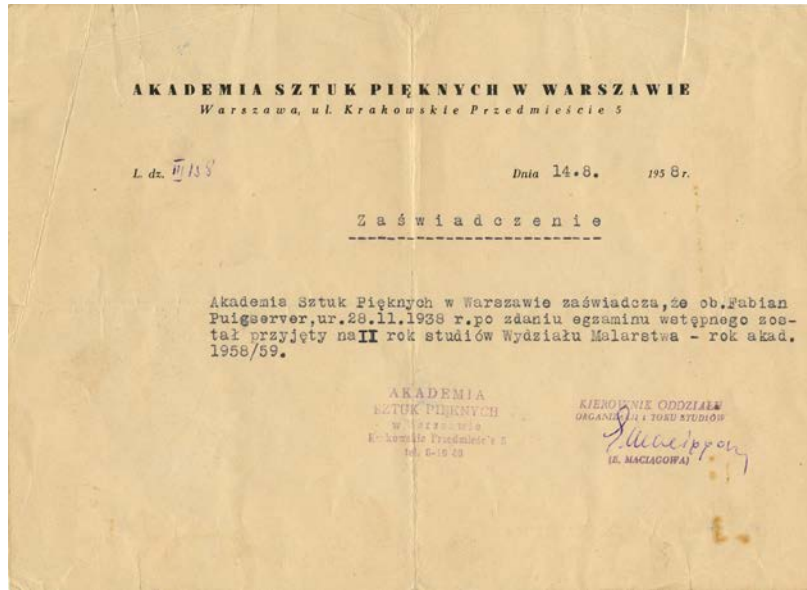 AKADEMIA SZTUK PIĘKNYCH W WARSZAWIE
Warszawa, ul. Krakowskie Przedmieście 5
L. dz. III/158
Dnia 14.8. 1958 r.
Zaświadczenie
Akademia Sztuk Pięknych w Warszawie zaświadcza,że ob.Fabian
Puigserver,ur.28.11.1938 r.po zdaniu egzaminu wstępnego zos-
tał przyjęty na II rok studiów Wydziału Malarstwa - rok akad.
1958/59.
AKADEMIA
SZTUK PIĘKNYCH
w Warszawie
Krakowskie Przedmieście 5
tel.
KIEROWNIK ODDZIAŁU
ORGANIZACJI I TOKU STUDIÓW
(E. MACIĄGOWA)